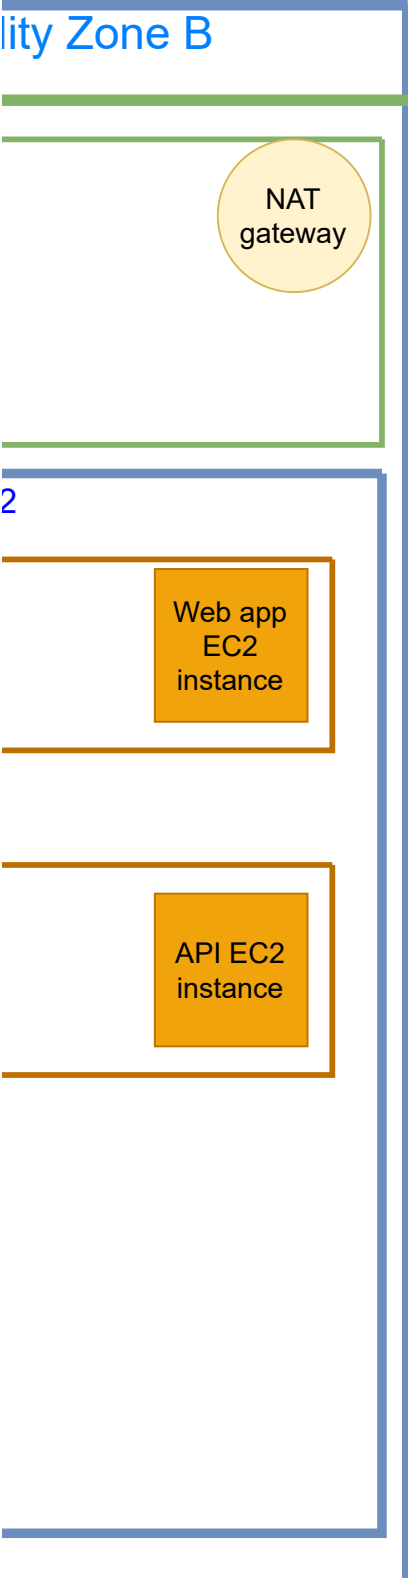 lity Zone B
NAT
gateway
2
Web app
EC2
instance
API EC2
instance